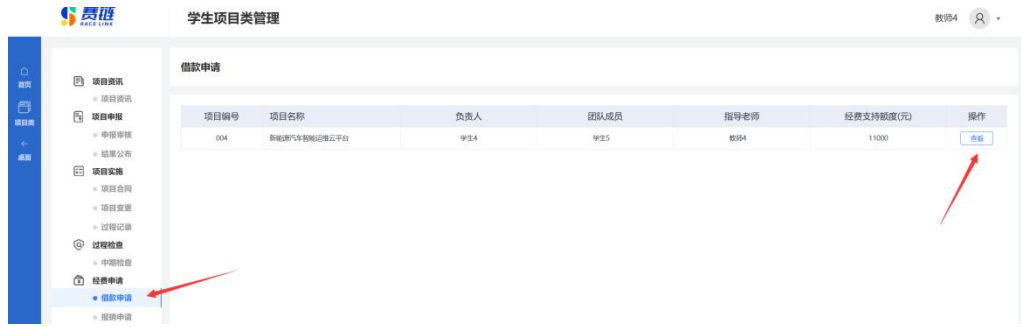 赛链
RACE LINK
学生项目类管理
教师4
首页
项目类
桌面
项目资讯
项目资讯
项目申报
申报审核
结果公布
项目实施
项目合同
项目变更
过程记录
过程检查
中期检查
经费申请
借款申请
报销申请
借款申请
项目编号 项目名称 负责人 团队成员 指导老师 经费支持额度(元) 操作
004 新能源汽车智能运维云平台 学生4 学生5 教师4 11000 查看